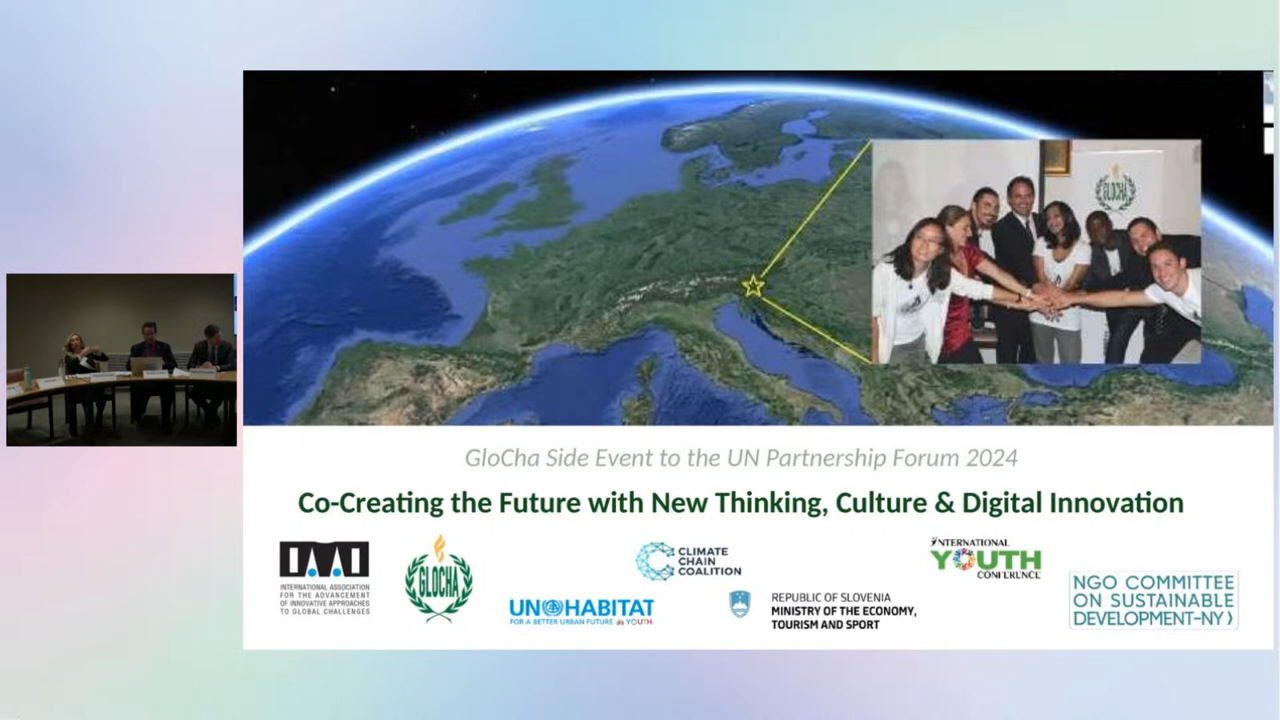 GLOCHA
GloCha Side Event to the UN Partnership Forum 2024
Co-Creating the Future with New Thinking, Culture & Digital Innovation
IAAI
INTERNATIONAL ASSOCIATION
FOR THE ADVANCEMENT
OF INNOVATIVE APPROACHES
TO GLOBAL CHALLENGES
GLOCHA
UN HABITAT
FOR A BETTER URBAN FUTURE YOUTH
CLIMATE
CHAIN
COALITION
REPUBLIC OF SLOVENIA
MINISTRY OF THE ECONOMY,
TOURISM AND SPORT
INTERNATIONAL
YOUTH
CONFERENCE
NGO COMMITTEE
ON SUSTAINABLE
DEVELOPMENT-NY